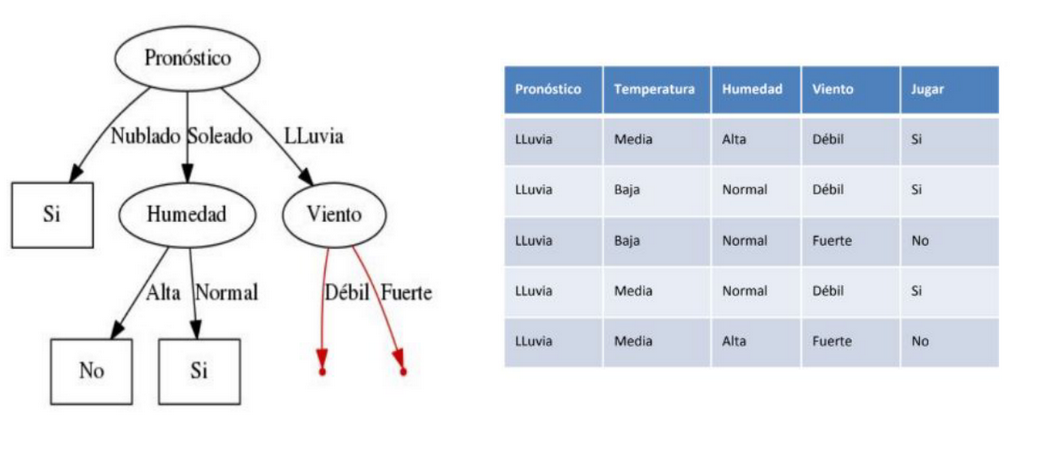 Pronóstico
Nublado Soleado LLuvia
Si Humedad Viento
Alta Normal Débil Fuerte
No Si
Pronóstico Temperatura Humedad Viento Jugar
LLuvia Media Alta Débil Si
LLuvia Baja Normal Débil Si
LLuvia Baja Normal Fuerte No
LLuvia Media Normal Débil Si
LLuvia Media Alta Fuerte No